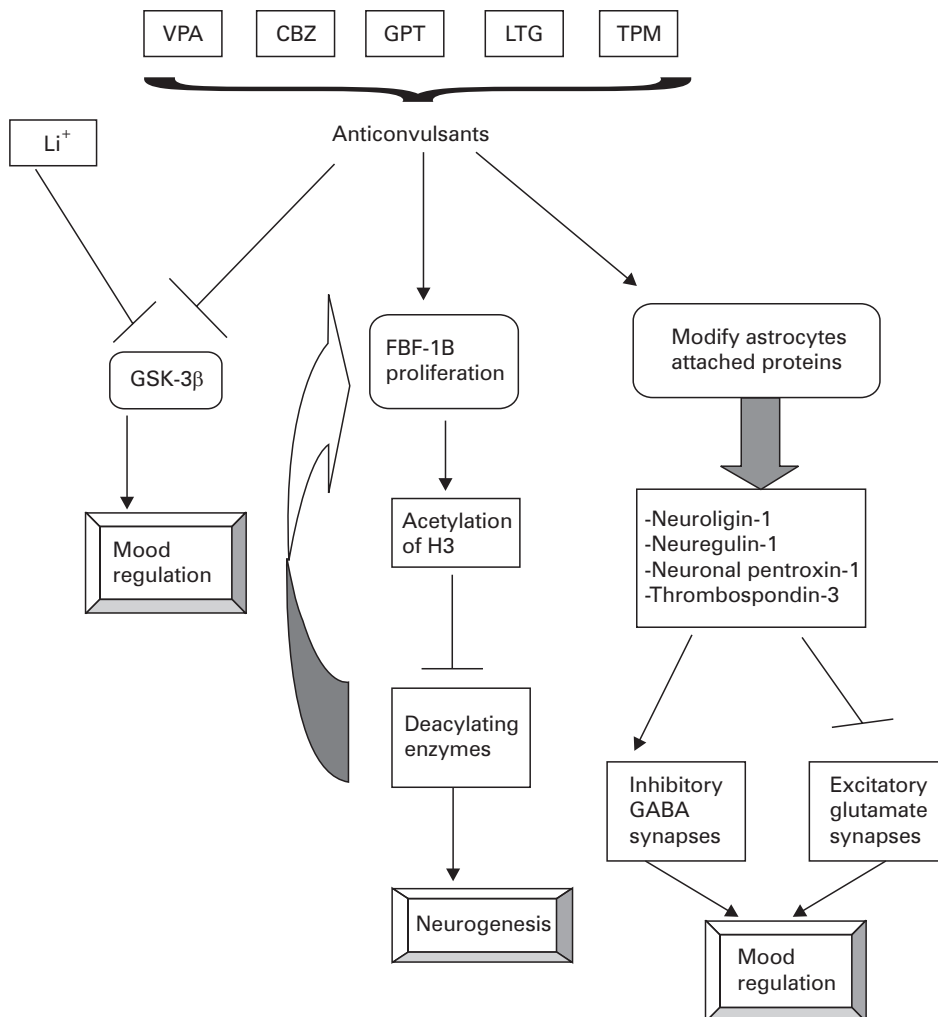 VPA CBZ GPT LTG TPM
Anticonvulsants
Li⁺
GSK-3β
Mood
regulation
FBF-1B
proliferation
Acetylation
of H3
Deacylating
enzymes
Neurogenesis
Modify astrocytes
attached proteins
-Neuroligin-1
-Neuregulin-1
-Neuronal pentroxin-1
-Thrombospondin-3
Inhibitory
GABA
synapses
Excitatory
glutamate
synapses
Mood
regulation